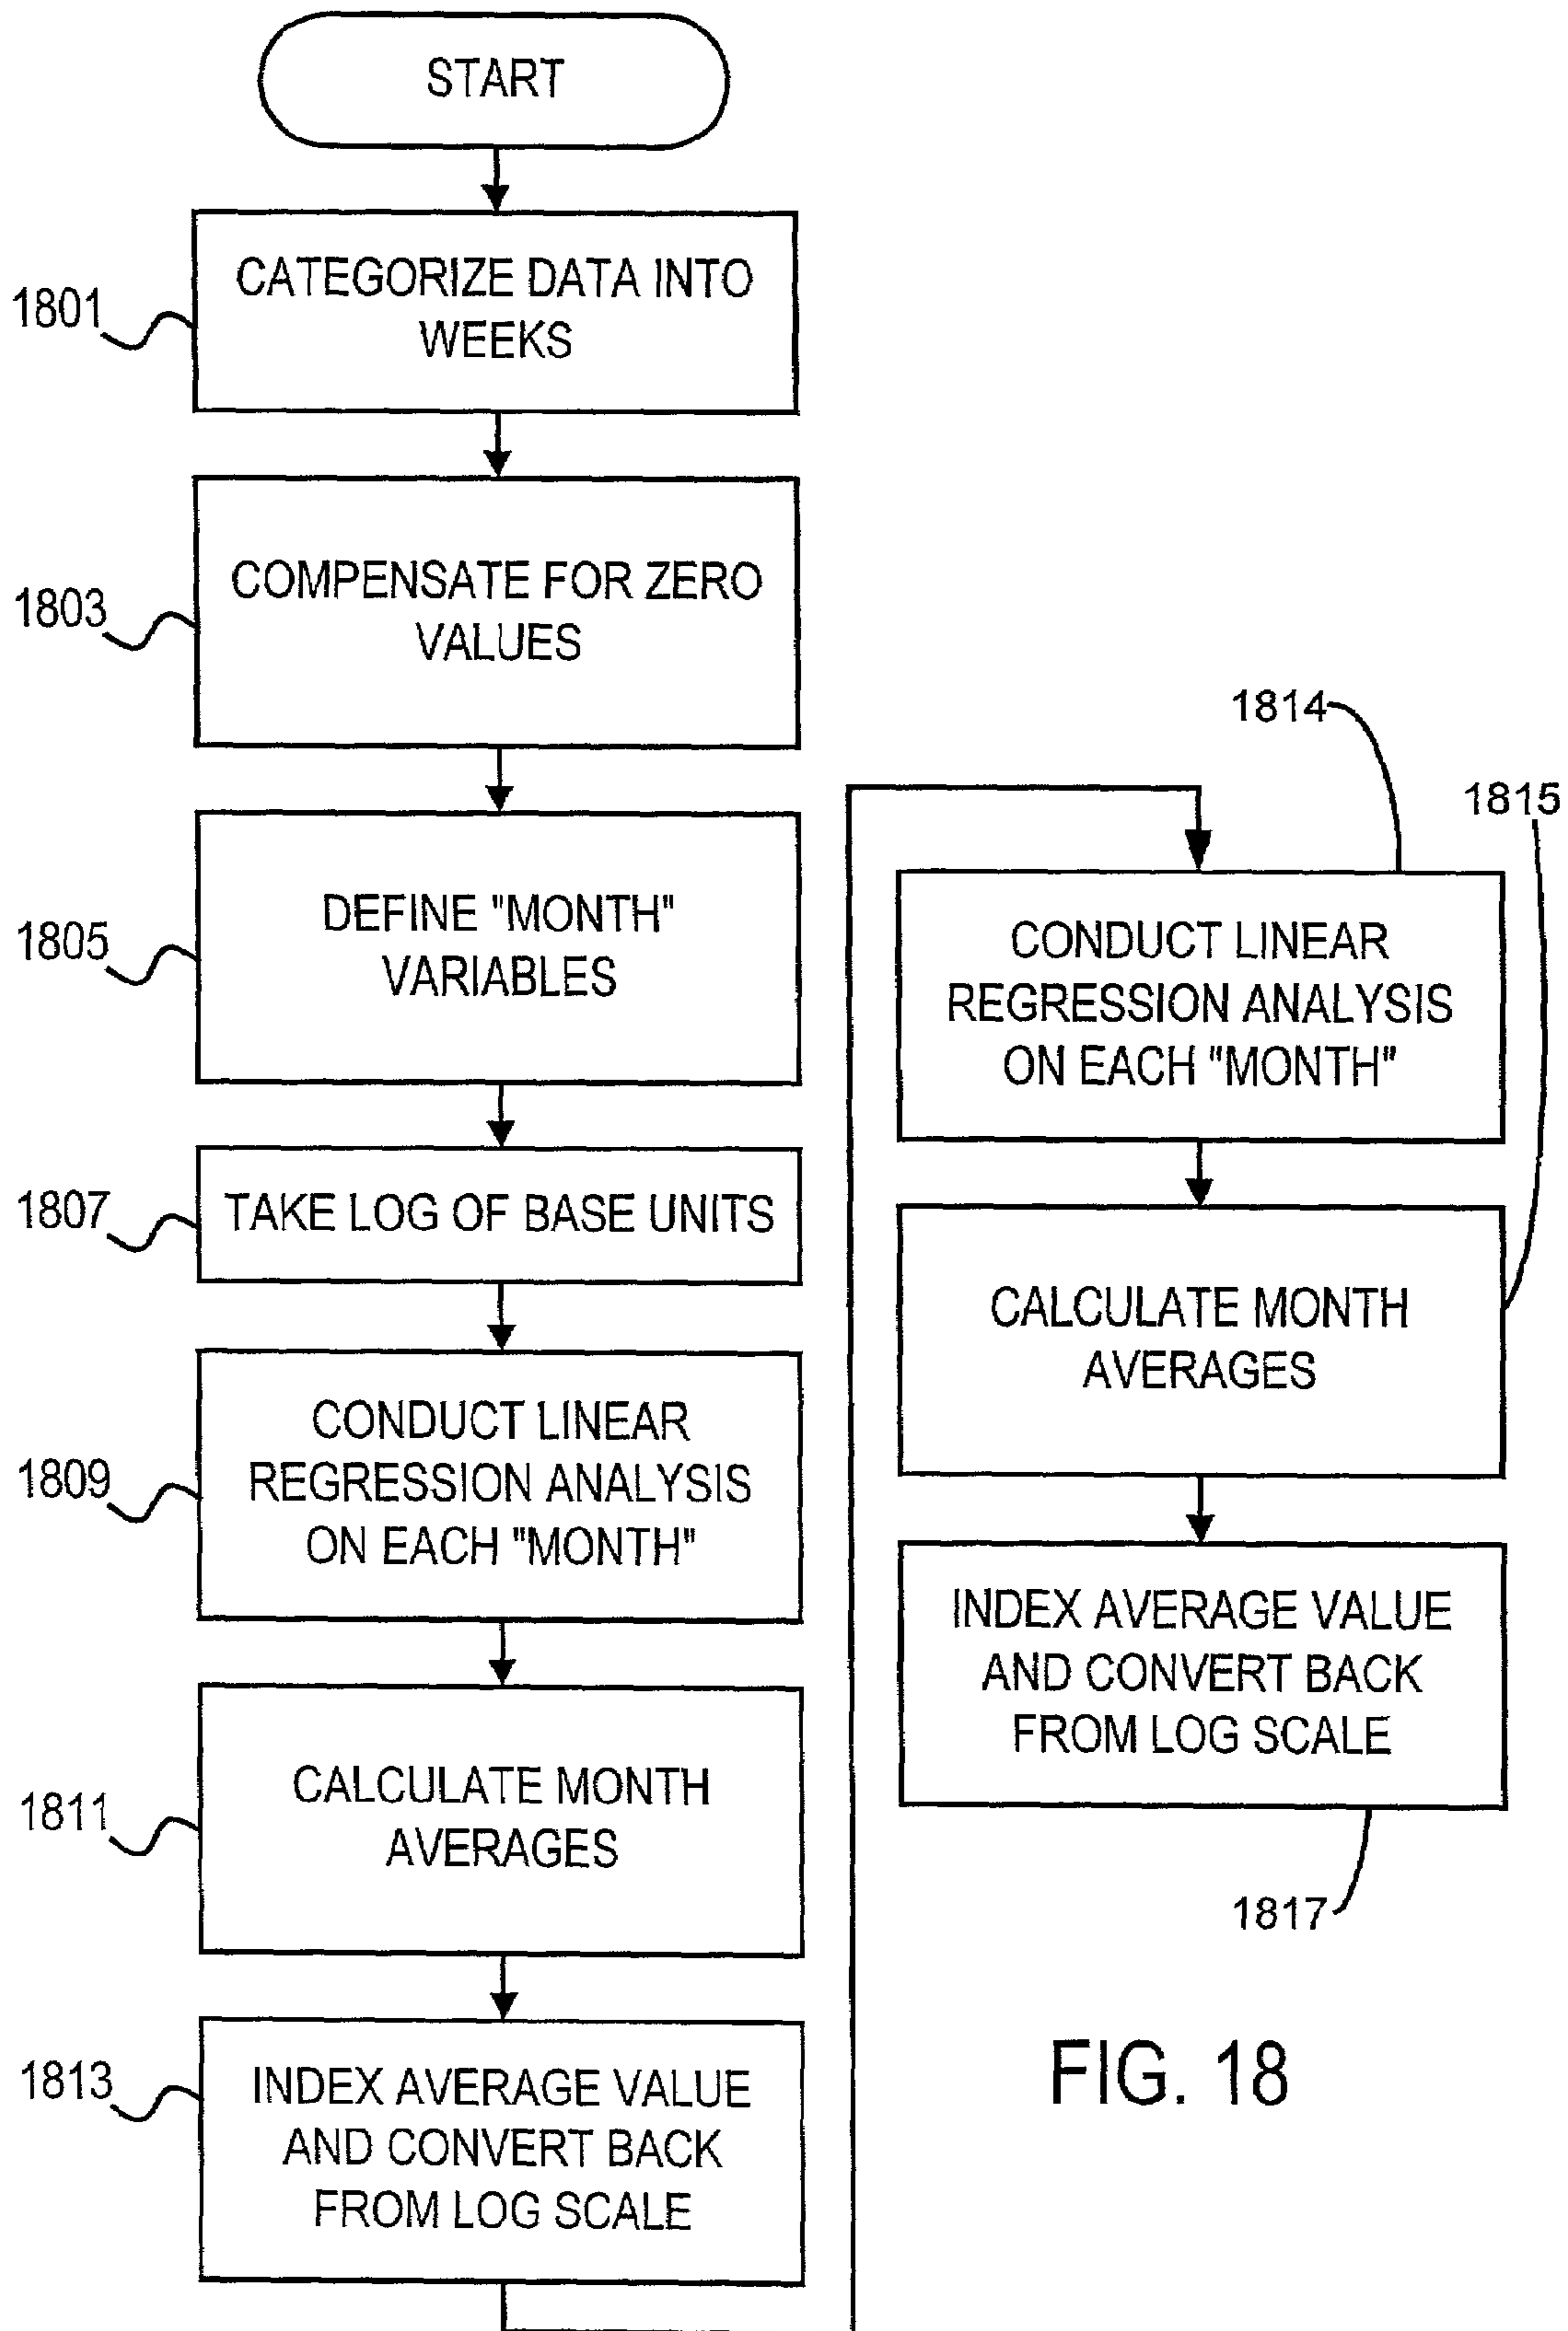 START
1801
CATEGORIZE DATA INTO
WEEKS
1803
COMPENSATE FOR ZERO
VALUES
1805
DEFINE "MONTH"
VARIABLES
1807
TAKE LOG OF BASE UNITS
1809
CONDUCT LINEAR
REGRESSION ANALYSIS
ON EACH "MONTH"
1811
CALCULATE MONTH
AVERAGES
1813
INDEX AVERAGE VALUE
AND CONVERT BACK
FROM LOG SCALE
1814
CONDUCT LINEAR
REGRESSION ANALYSIS
ON EACH "MONTH"
1815
CALCULATE MONTH
AVERAGES
INDEX AVERAGE VALUE
AND CONVERT BACK
FROM LOG SCALE
1817
FIG. 18